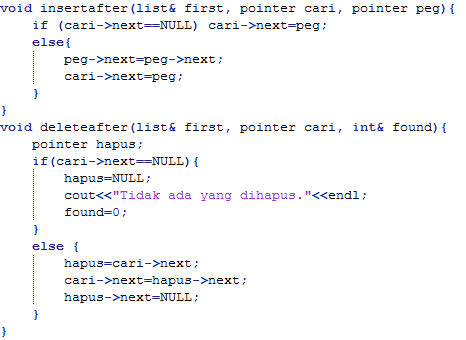 void insertafter(list& first, pointer cari, pointer peg){
    if (cari->next==NULL) cari->next=peg;
    else{
        peg->next=peg->next;
        cari->next=peg;
    }
}
void deleteafter(list& first, pointer cari, int& found){
    pointer hapus;
    if(cari->next==NULL){
        hapus=NULL;
        cout<<"Tidak ada yang dihapus."<<endl;
        found=0;
    }
    else {
        hapus=cari->next;
        cari->next=hapus->next;
        hapus->next=NULL;
    }
}